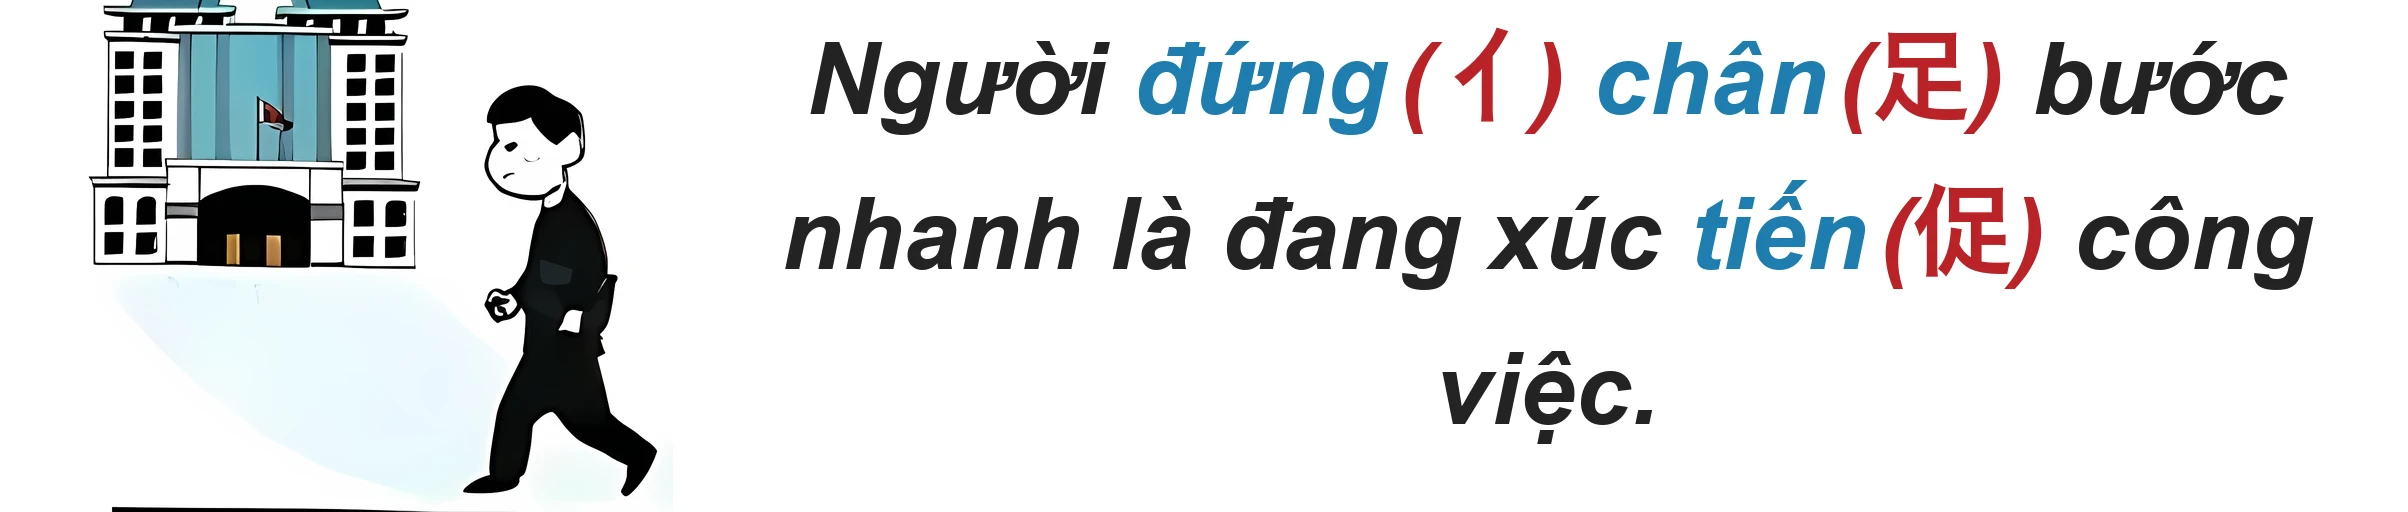 Người đứng (亻) chân (足) bước
nhanh là đang xúc tiến (促) công
việc.